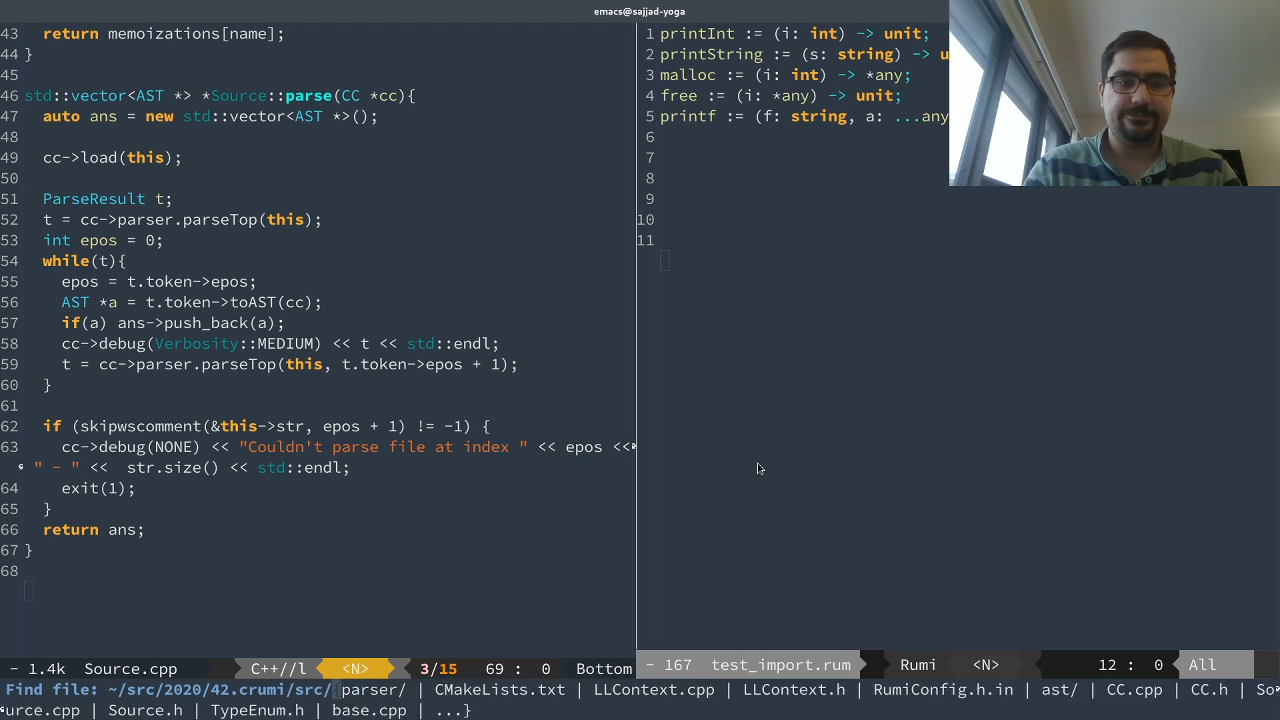 emacs@sajjad-yoga
43 return memoizations[name];
44 }
45
46 std::vector<AST *> *Source::parse(CC *cc){
47 auto ans = new std::vector<AST *>();
48
49 cc->load(this);
50
51 ParseResult t;
52 t = cc->parser.parseTop(this);
53 int epos = 0;
54 while(t){
55 epos = t.token->epos;
56 AST *a = t.token->toAST(cc);
57 if(a) ans->push_back(a);
58 cc->debug(Verbosity::MEDIUM) << t << std::endl;
59 t = cc->parser.parseTop(this, t.token->epos + 1);
60 }
61
62 if (skipwscomment(&this->str, epos + 1) != -1) {
63 cc->debug(NONE) << "Couldn't parse file at index " << epos <<
" - " << str.size() << std::endl;
64 exit(1);
65 }
66 return ans;
67 }
68
- 1.4k Source.cpp C++//l <N> 3/15 69 : 0 Bottom
1 printInt := (i: int) -> unit;
2 printString := (s: string) -> u
3 malloc := (i: int) -> *any;
4 free := (i: *any) -> unit;
5 printf := (f: string, a: ...any
6
7
8
9
10
11
- 167 test_import.rum Rumi <N> 12 : 0 All
Find file: ~/src/2020/42.crumi/src/{parser/ | CMakeLists.txt | LLContext.cpp | LLContext.h | RumiConfig.h.in | ast/ | CC.cpp | CC.h | So
urce.cpp | Source.h | TypeEnum.h | base.cpp | ...}